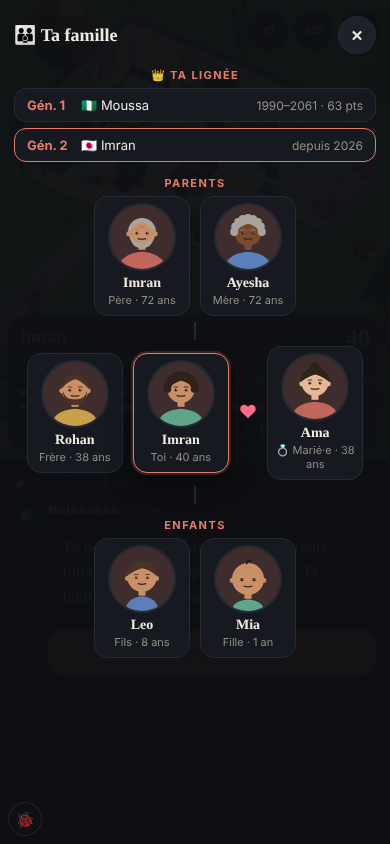 👪 Ta famille
✕
👑 TA LIGNÉE
Gén. 1 🇳🇬 Moussa 1990–2061 · 63 pts
Gén. 2 🇯🇵 Imran depuis 2026
PARENTS
Imran
Père · 72 ans
Ayesha
Mère · 72 ans
Rohan
Frère · 38 ans
Imran
Toi · 40 ans
Ama
💍 Marié·e · 38
ans
ENFANTS
Leo
Fils · 8 ans
Mia
Fille · 1 an
Naissance